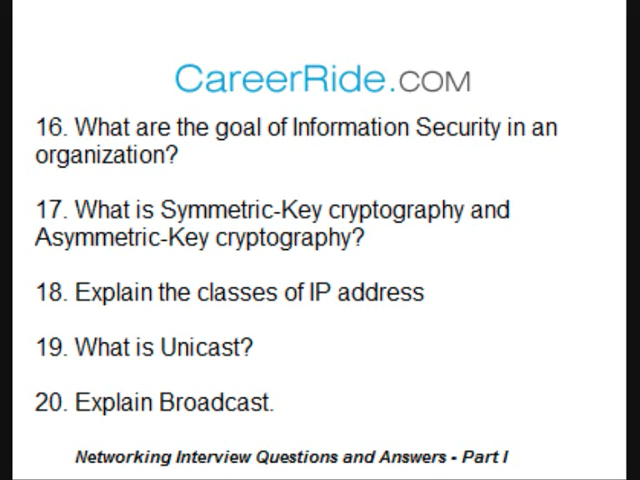 CareerRide.COM
16. What are the goal of Information Security in an
organization?
17. What is Symmetric-Key cryptography and
Asymmetric-Key cryptography?
18. Explain the classes of IP address
19. What is Unicast?
20. Explain Broadcast.
Networking Interview Questions and Answers - Part I